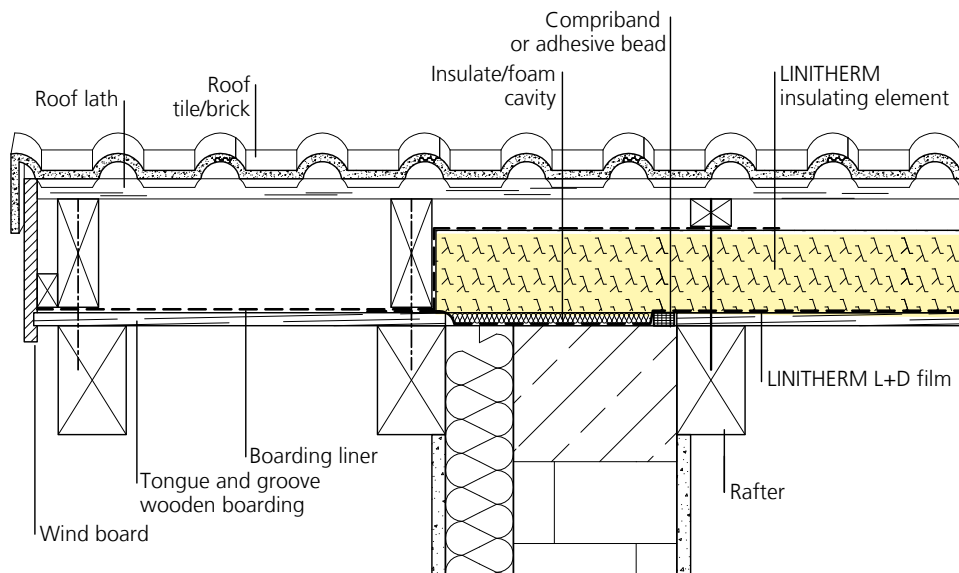 Compriband
or adhesive bead
Roof
tile/brick
Insulate/foam
cavity
LINITHERM
insulating element
Roof lath
LINITHERM L+D film
Boarding liner
Tongue and groove
wooden boarding
Rafter
Wind board